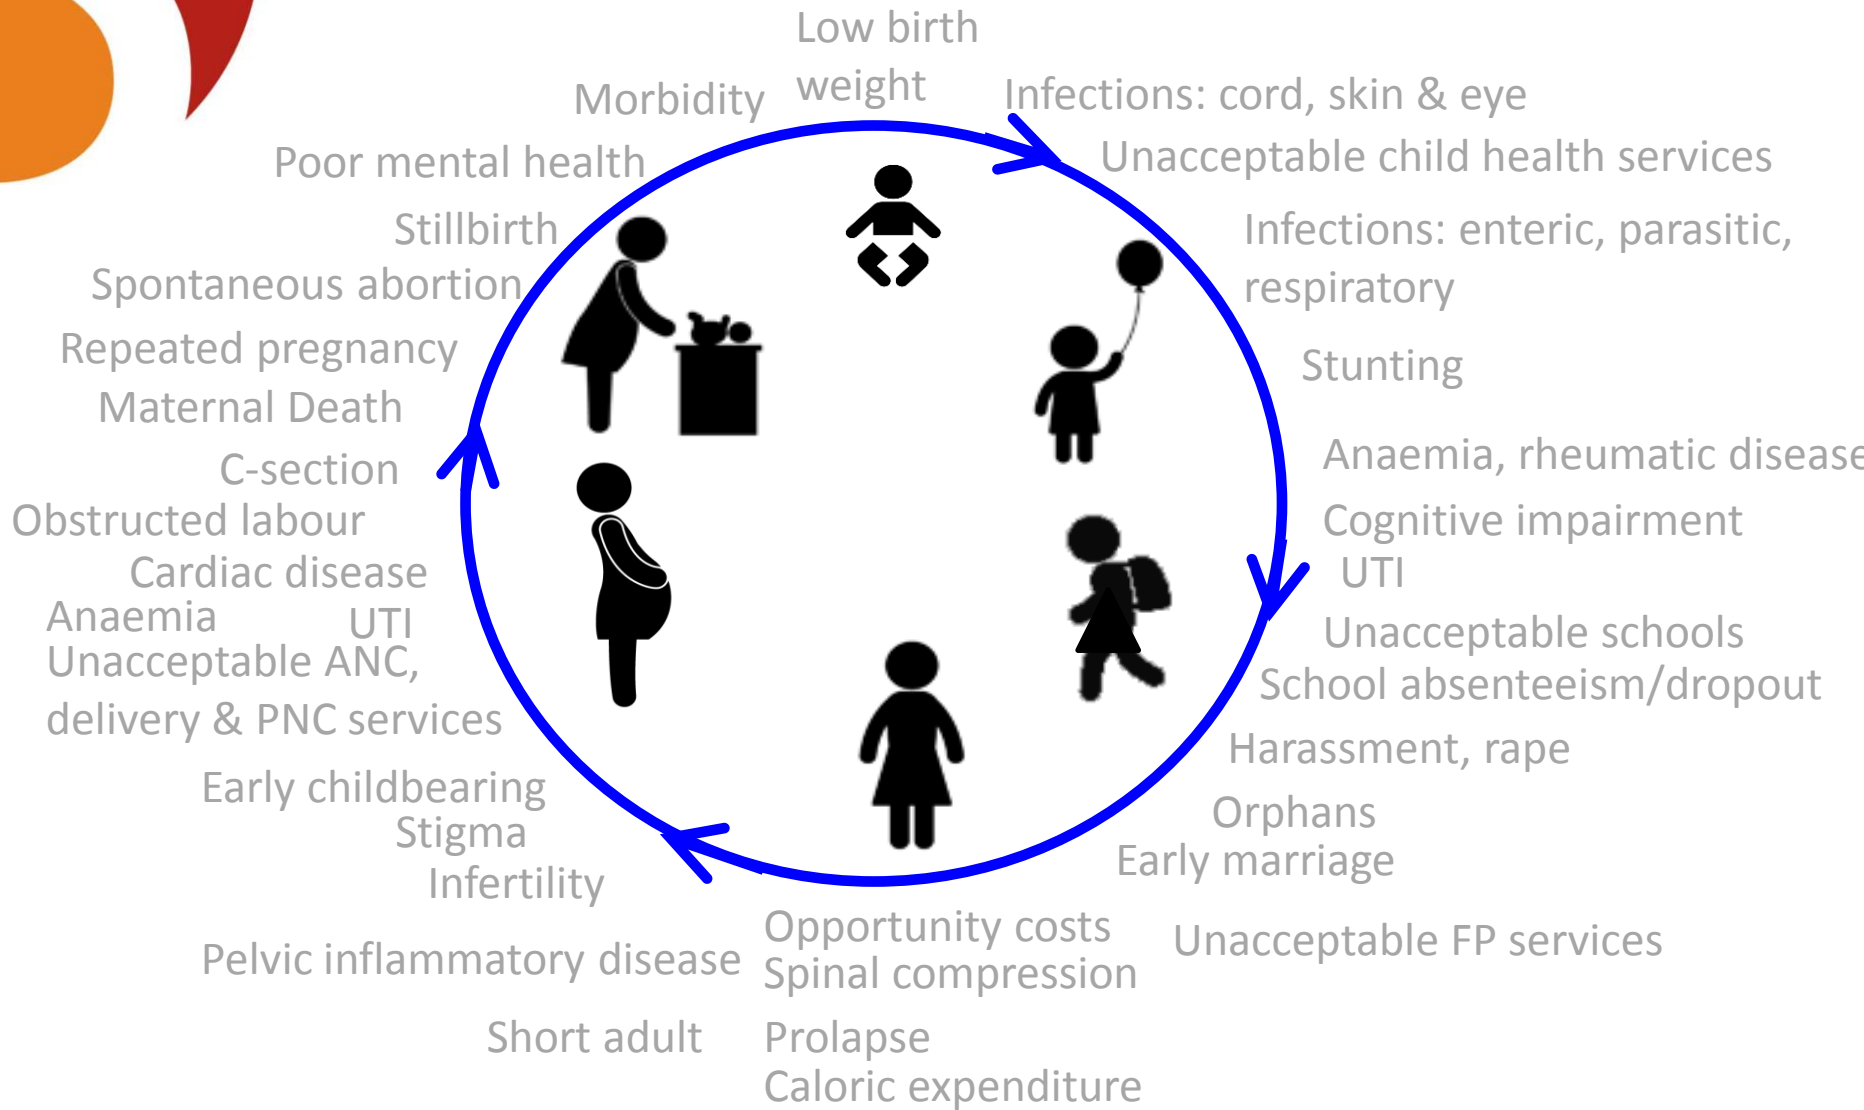 Low birth
weight
Infections: cord, skin & eye
Unacceptable child health services
Infections: enteric, parasitic,
respiratory
Stunting
Anaemia, rheumatic disease
Cognitive impairment
UTI
Unacceptable schools
School absenteeism/dropout
Harassment, rape
Orphans
Early marriage
Unacceptable FP services
Opportunity costs
Spinal compression
Prolapse
Caloric expenditure
Short adult
Pelvic inflammatory disease
Infertility
Stigma
Early childbearing
Unacceptable ANC,
delivery & PNC services
Anaemia
UTI
Cardiac disease
Obstructed labour
C-section
Maternal Death
Repeated pregnancy
Spontaneous abortion
Stillbirth
Poor mental health
Morbidity